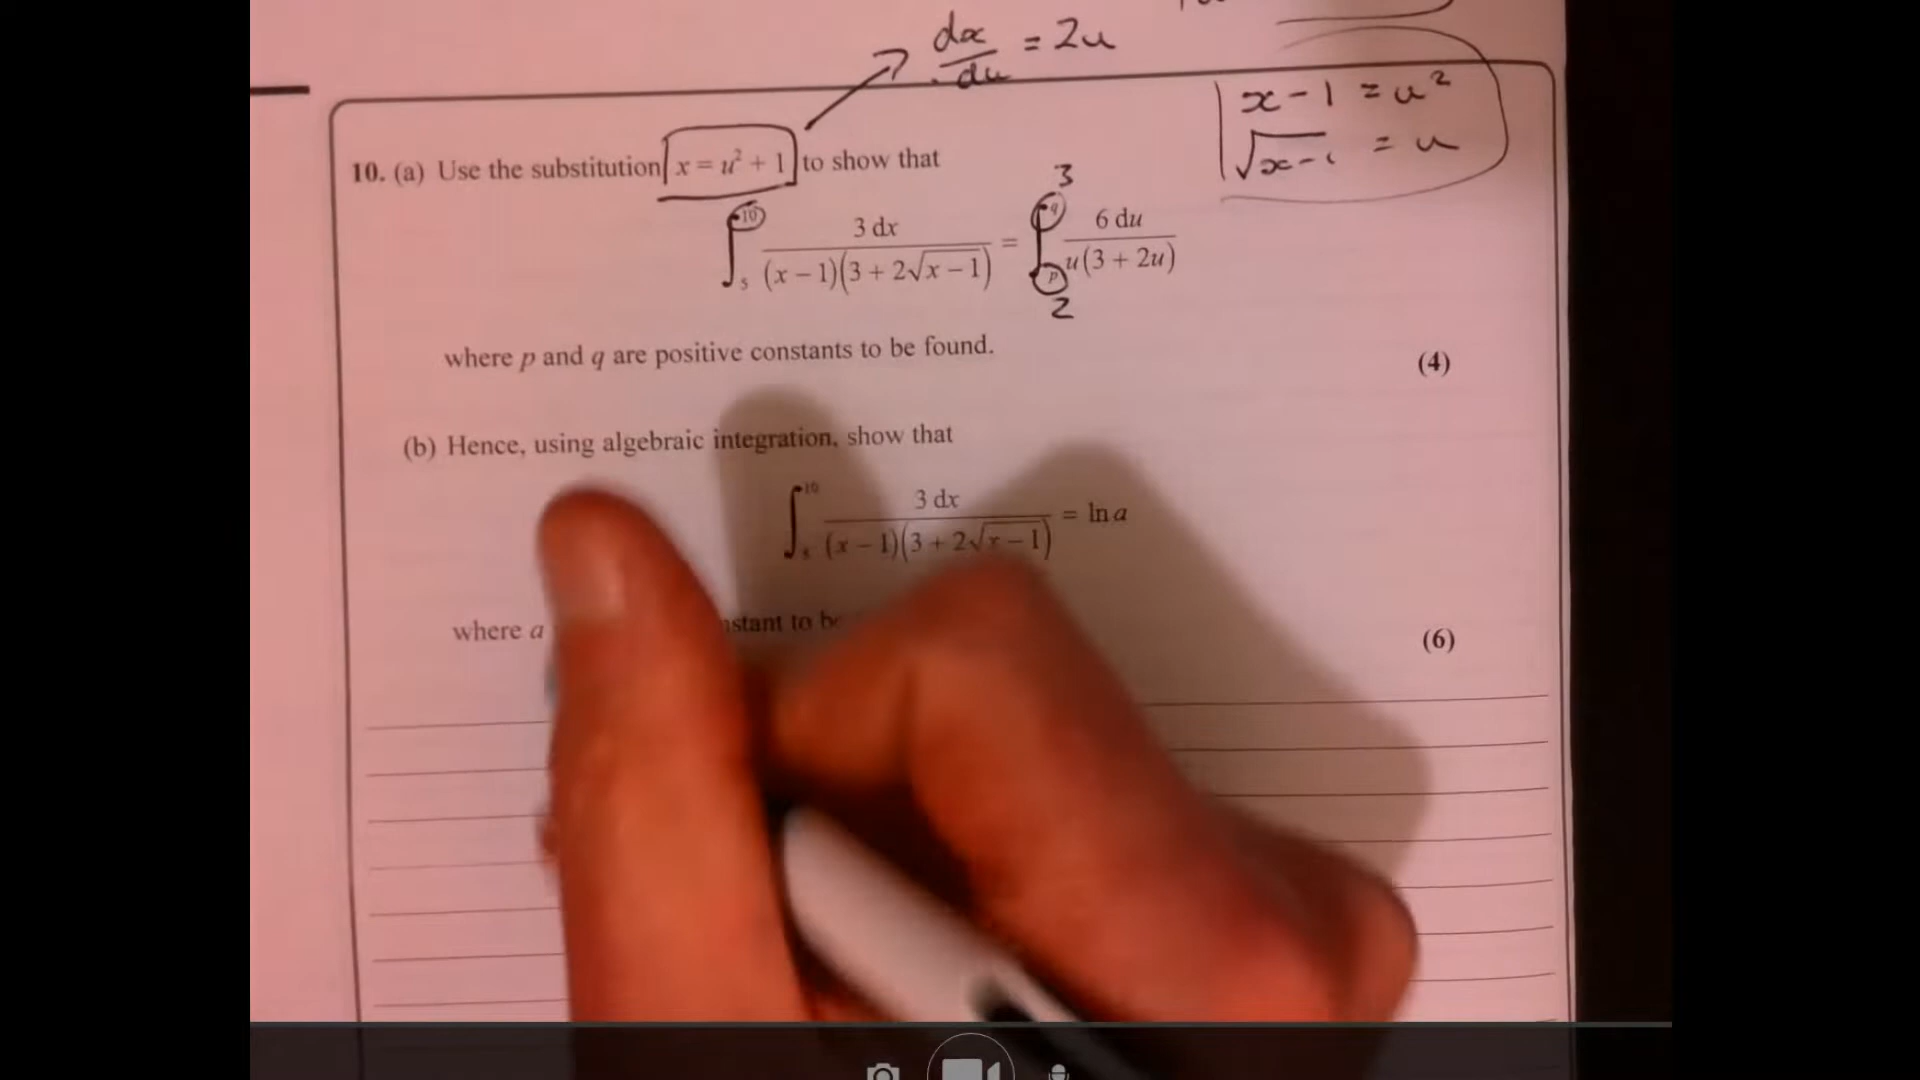 dx/du = 2u
x - 1 = u²
√x-1 = u
10. (a) Use the substitution x = u² + 1 to show that
∫₅¹⁰ 3 dx / (x – 1)(3 + 2√x – 1) = ∫ₚq 6 du / u(3 + 2u)
3
2
where p and q are positive constants to be found.
(4)
(b) Hence, using algebraic integration, show that
∫₅¹⁰ 3 dx / (x – 1)(3 + 2√x – 1) = ln a
where a
to
(6)